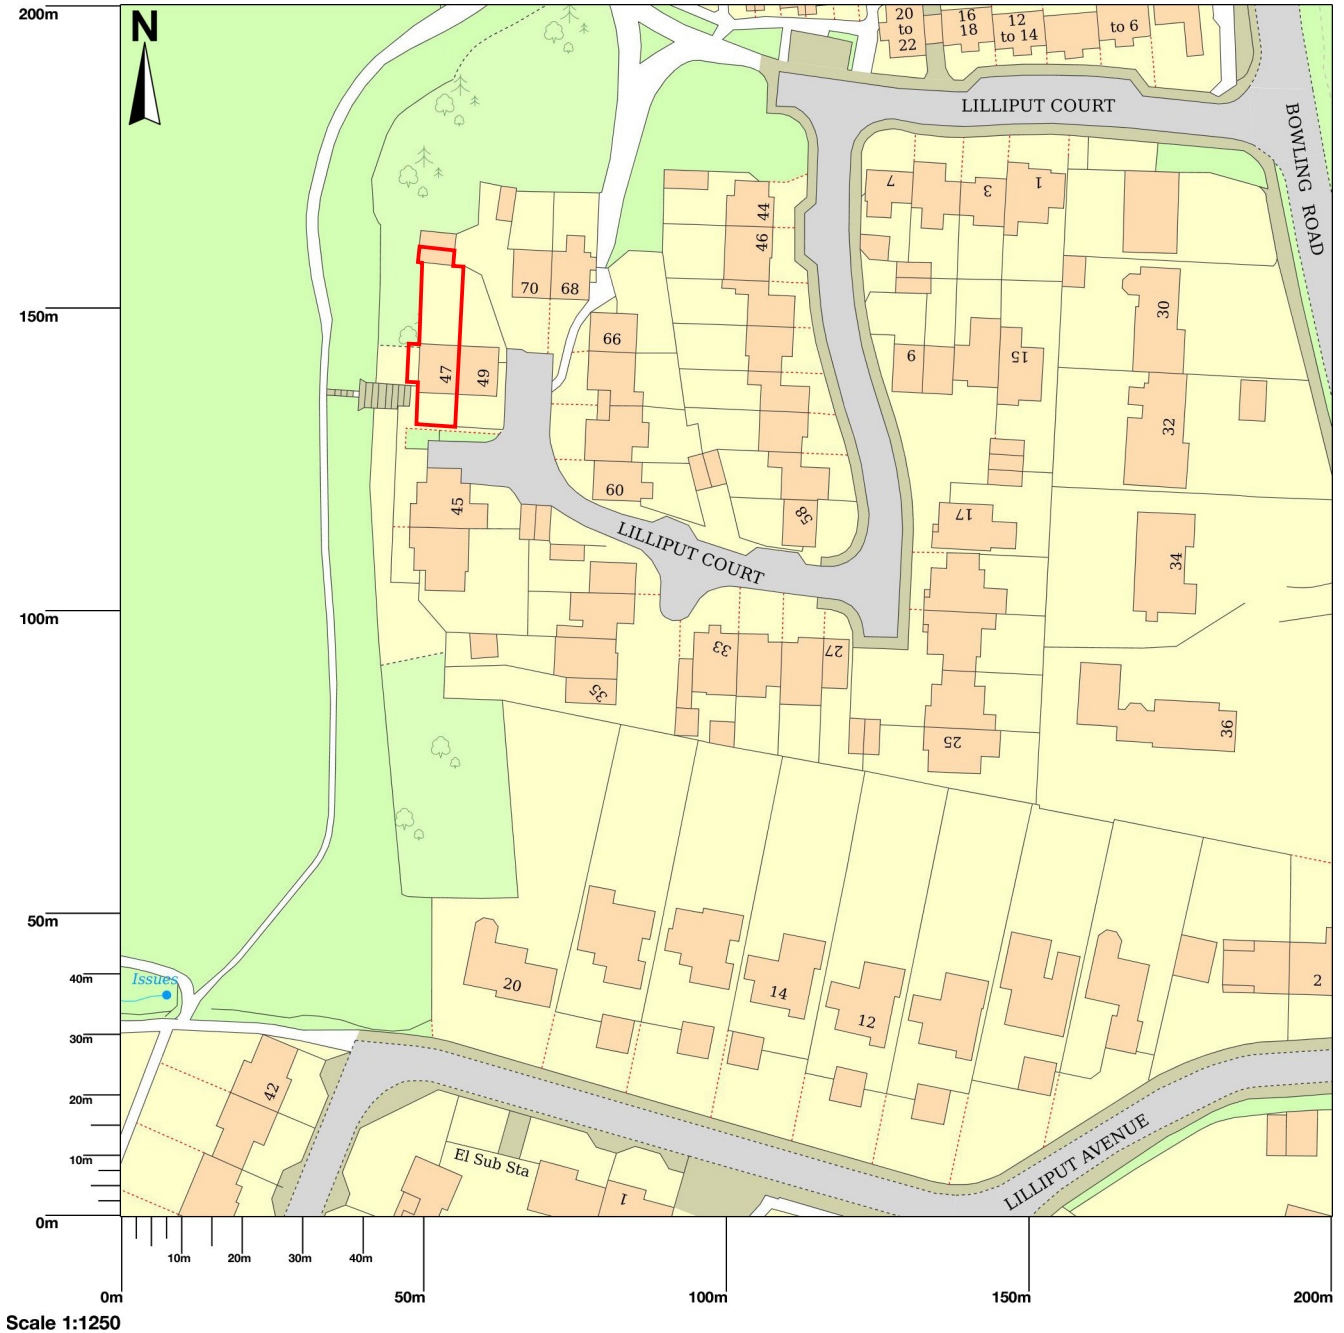 200m
N
20
to
22
16
18
12
to 14
to 6
LILLIPUT COURT
BOWLING ROAD
7
3
1
44
46
70
68
150m
30
66
47
49
9
15
32
60
45
58
17
LILLIPUT COURT
34
100m
33
27
35
25
36
50m
40m
Issues
20
14
12
2
30m
42
20m
10m
El Sub Sta
1
LILLIPUT AVENUE
0m
10m
20m
30m
40m
0m
50m
100m
150m
200m
Scale 1:1250